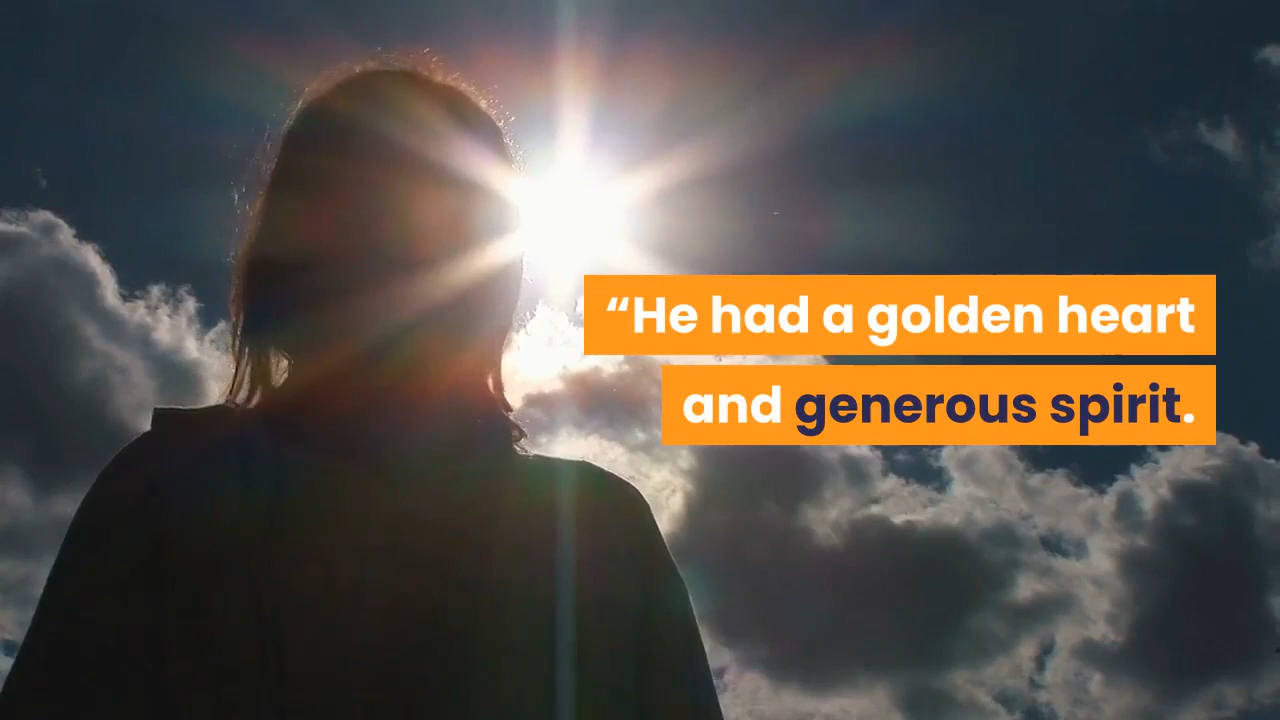 “He had a golden heart
and generous spirit.